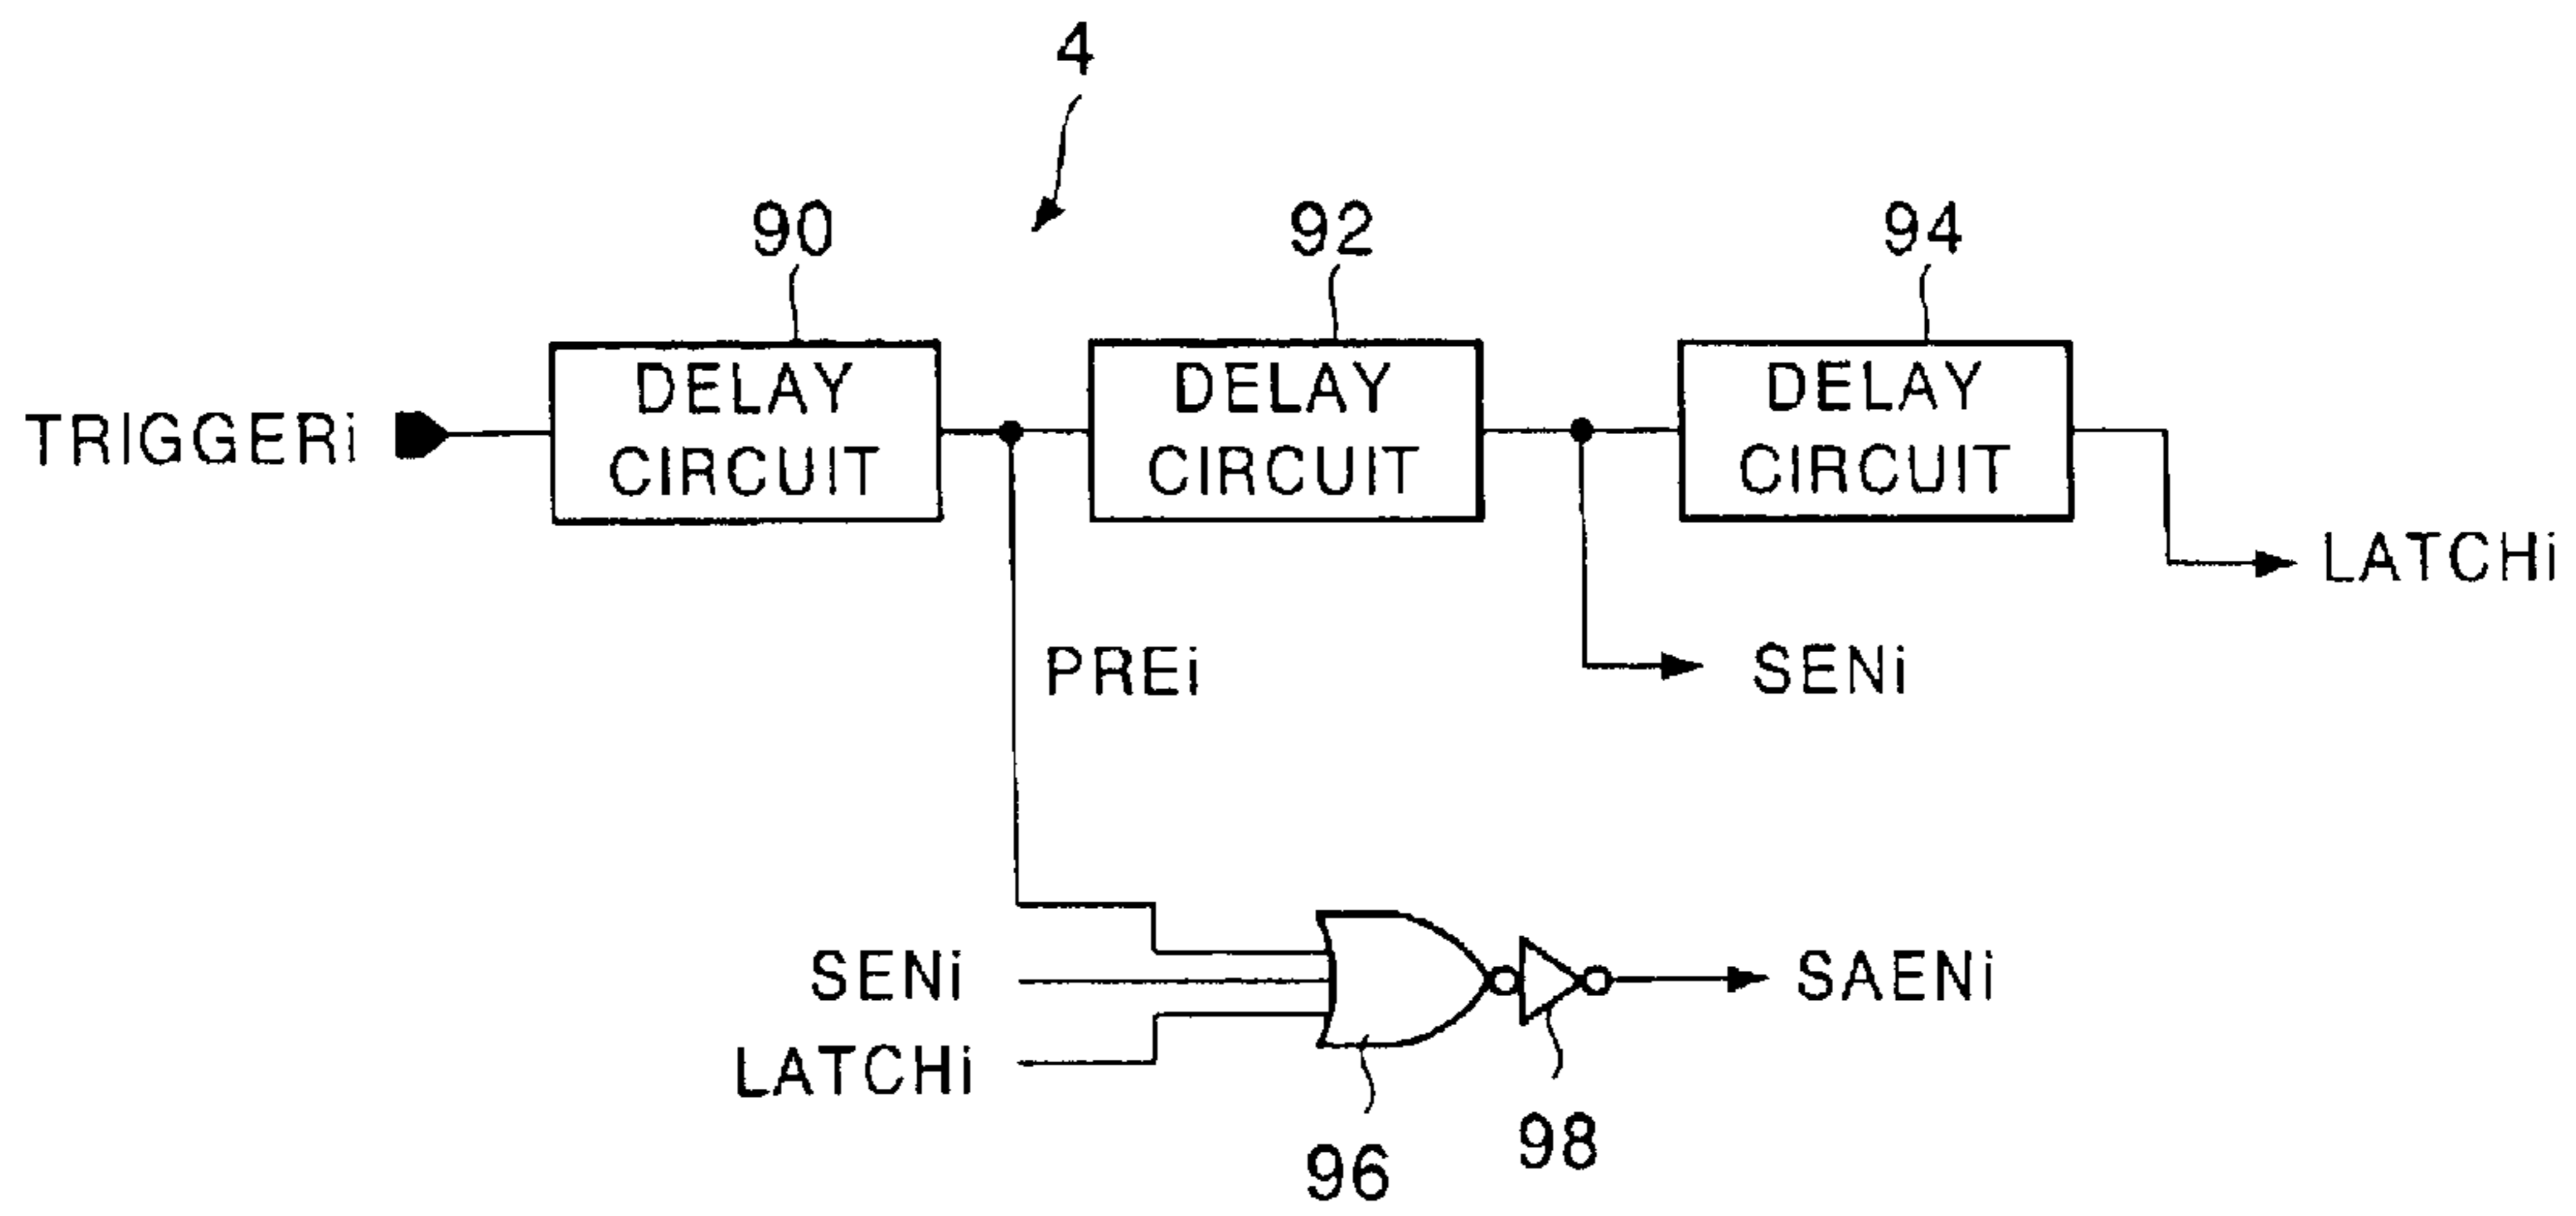 4
90
92
94
TRIGGERi
DELAY
CIRCUIT
DELAY
CIRCUIT
DELAY
CIRCUIT
LATCHi
PREi
SENi
SENi
SAENi
LATCHi
96
98